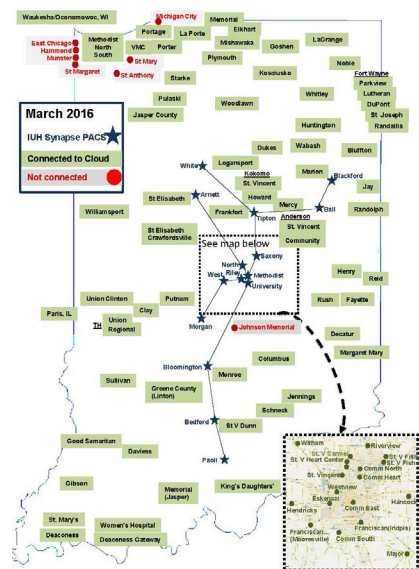 Waukesha/Oconomowoc, WI
Michigan City
Memorial
Portage
La Porte
Elkhart
LaGrange
East Chicago
Hammond
Munster
St Margaret
Methodist
North
South
VMC
Porter
Mishawaka
Goshen
St Mary
St Anthony
Plymouth
Noble
Fort Wayne
Parkview
Lutheran
DuPont
St. Joseph
Randallia
Starke
Kosciusko
Whitley
Pulaski
Woodlawn
Jasper County
Huntington
March 2016
IUH Synapse PACS
Connected to Cloud
Not connected
Dukes
Wabash
Bluffton
White
Logansport
Marion
Blackford
Kokomo
St. Vincent
Howard
Jay
Arnett
St Elisabeth
Mercy
Williamsport
Frankfort
Tipton
Ball
Randolph
Anderson
St. Vincent
Community
St Elisabeth
Crawfordsville
See map below
Saxony
North
West
Riley
Methodist
University
Henry
Reid
Union Clinton
Putnam
Rush
Fayette
Paris, IL
Clay
TH
Union
Regional
Morgan
Johnson Memorial
Decatur
Margaret Mary
Bloomington
Columbus
Monroe
Sullivan
Greene County
(Linton)
Jennings
Schneck
Bedford
St V Dunn
Good Samaritan
Daviess
Paoli
Gibson
Memorial
(Jasper)
King's Daughters'
St. Mary's
Deaconess
Women's Hospital
Deaconess Gateway
Witham
Riverview
St. V Carmel
St. V Heart Center
St. V Fish
St. V Fishe
Comm North
St. Vincent
Comm Heart
Westview
Eskenazi
Comm East
Hancock
Hendricks
Franciscan
(Mooresville)
Franciscan(Indpls)
Comm South
Major